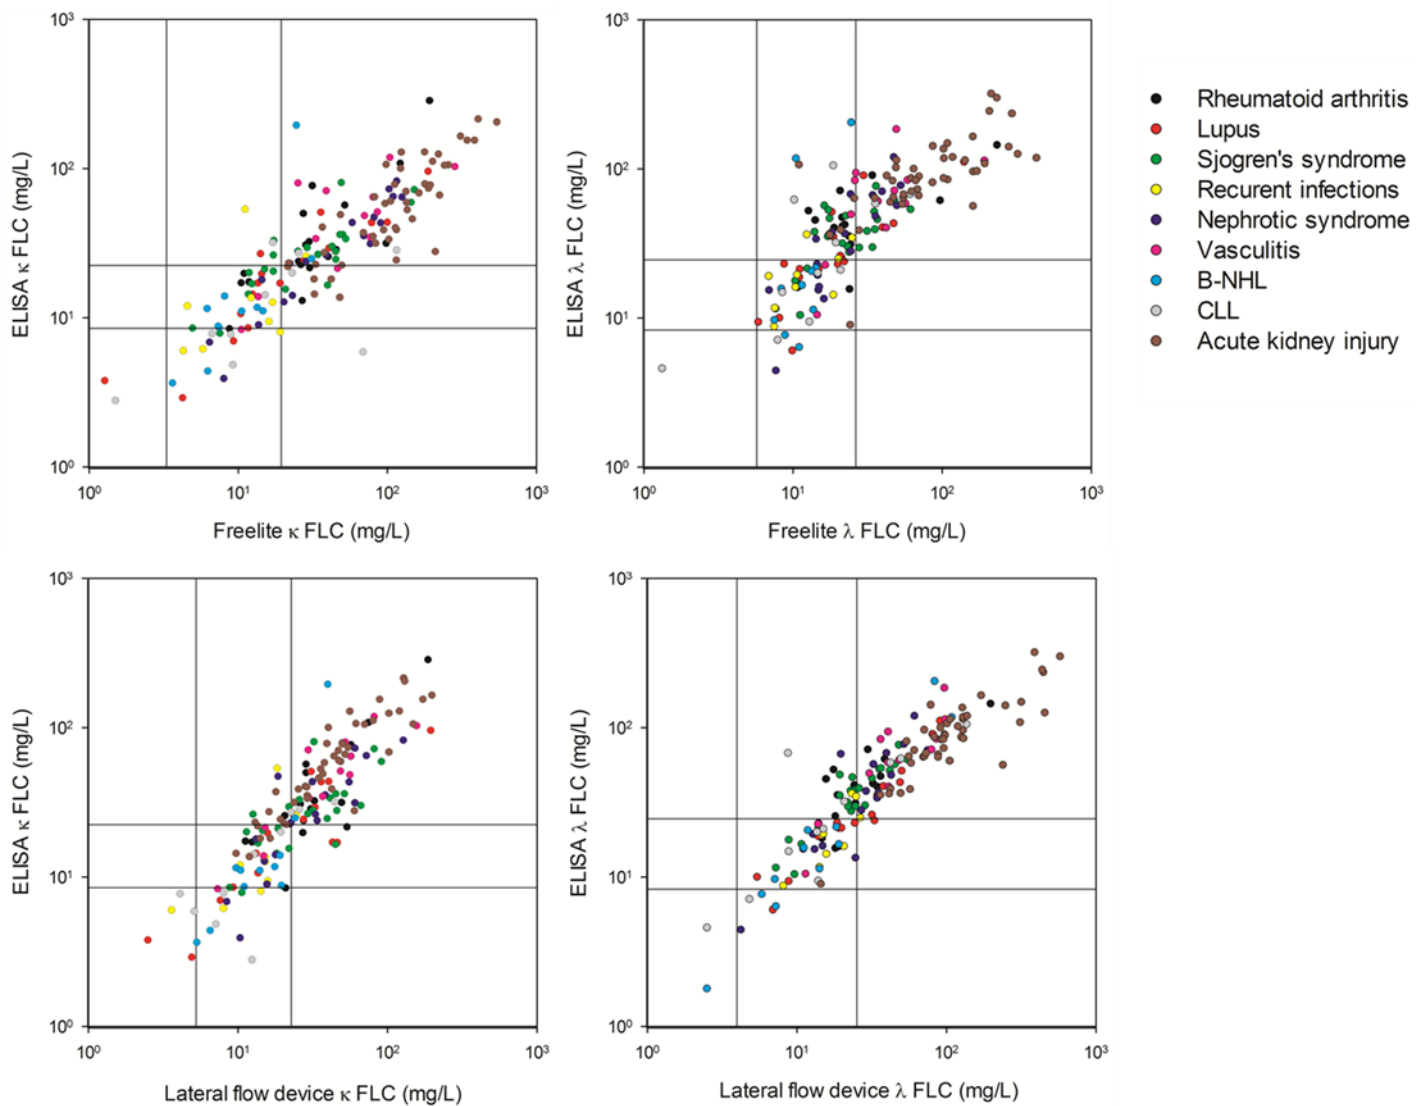 10³
10²
10¹
10⁰
ELISA κ FLC (mg/L)
10⁰ 10¹ 10² 10³
Freelite κ FLC (mg/L)
10³
10²
10¹
10⁰
ELISA λ FLC (mg/L)
10⁰ 10¹ 10² 10³
Freelite λ FLC (mg/L)
Rheumatoid arthritis
Lupus
Sjogren's syndrome
Recurent infections
Nephrotic syndrome
Vasculitis
B-NHL
CLL
Acute kidney injury
10³
10²
10¹
10⁰
ELISA κ FLC (mg/L)
10⁰ 10¹ 10² 10³
Lateral flow device κ FLC (mg/L)
10³
10²
10¹
10⁰
ELISA λ FLC (mg/L)
10⁰ 10¹ 10² 10³
Lateral flow device λ FLC (mg/L)